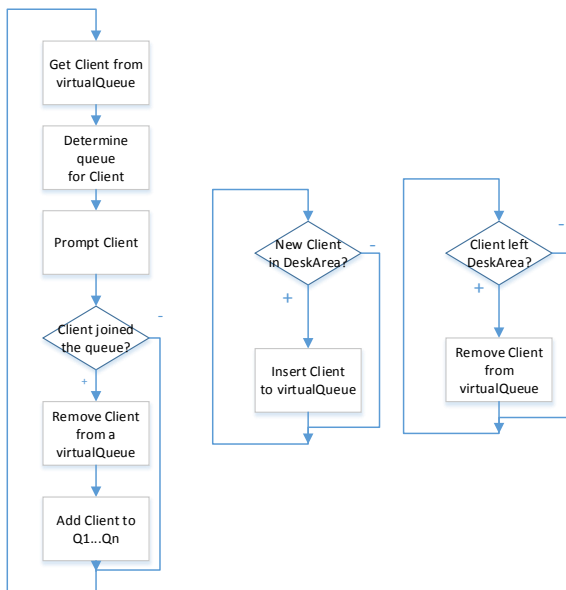 Get Client from
virtualQueue
Determine
queue
for Client
Prompt Client
Client joined
the queue?
-
+
Remove Client
from a
virtualQueue
Add Client to
Q1...Qn
New Client
in DeskArea?
-
+
Insert Client
to virtualQueue
Client left
DeskArea?
-
+
Remove Client
from
virtualQueue